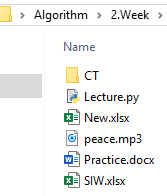 Algorithm > 2.Week >
Name
CT
Lecture.py
New.xlsx
peace.mp3
Practice.docx
SIW.xlsx